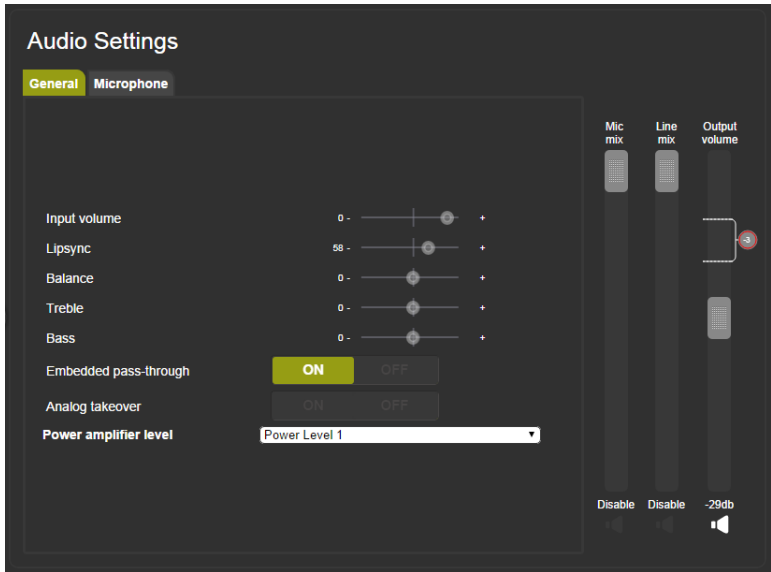 Audio Settings
General Microphone
Mic mix
Line mix
Output volume
Input volume 0 - +
Lipsync 58 - +
-3
Balance 0 - +
Treble 0 - +
Bass 0 - +
Embedded pass-through ON OFF
Analog takeover ON OFF
Power amplifier level Power Level 1
Disable Disable -29db